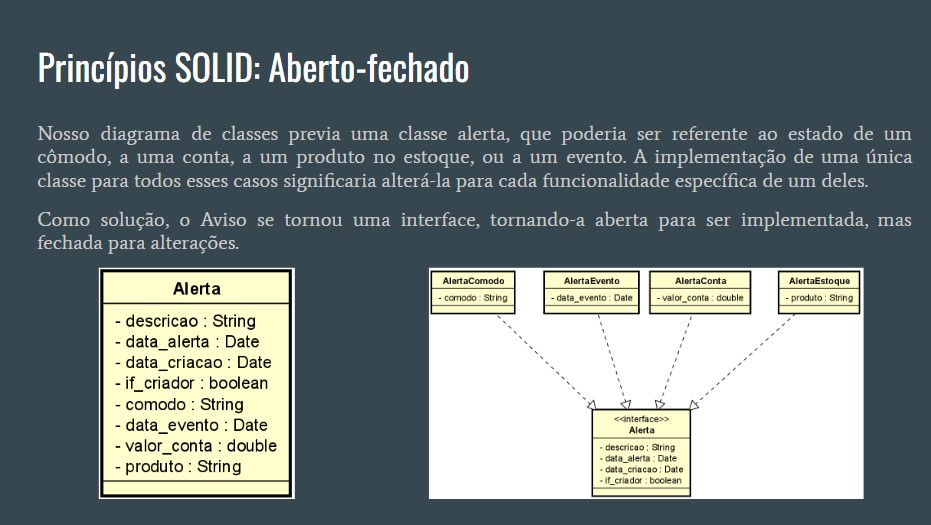 Princípios SOLID: Aberto-fechado
Nosso diagrama de classes previa uma classe alerta, que poderia ser referente ao estado de um
cômodo, a uma conta, a um produto no estoque, ou a um evento. A implementação de uma única
classe para todos esses casos significaria alterá-la para cada funcionalidade específica de um deles.
Como solução, o Aviso se tornou uma interface, tornando-a aberta para ser implementada, mas
fechada para alterações.
Alerta
- descricao : String
- data_alerta : Date
- data_criacao : Date
- if_criador : boolean
- comodo : String
- data_evento : Date
- valor_conta : double
- produto : String
AlertaComodo
- comodo : String
AlertaEvento
- data_evento : Date
AlertaConta
- valor_conta : double
AlertaEstoque
- produto : String
<<interface>>
Alerta
- descricao : String
- data_alerta : Date
- data_criacao : Date
- if_criador : boolean